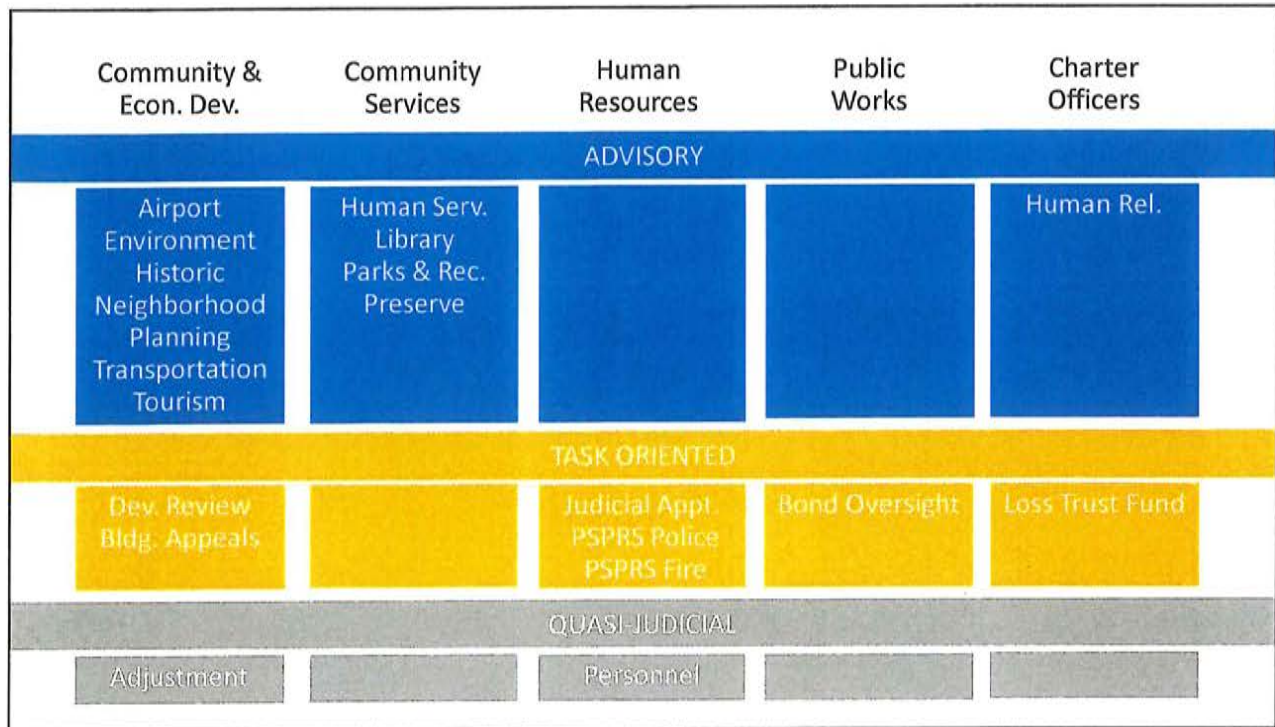 Community &
Econ. Dev.
Community
Services
Human
Resources
Public
Works
Charter
Officers
ADVISORY
Airport
Environment
Historic
Neighborhood
Planning
Transportation
Tourism
Human Serv.
Library
Parks & Rec.
Preserve
Human Rel.
TASK ORIENTED
Dev. Review
Bldg. Appeals
Judicial Appt.
PSPRS Police
PSPRS Fire
Bond Oversight
Loss Trust Fund
QUASI-JUDICIAL
Adjustment
Personnel